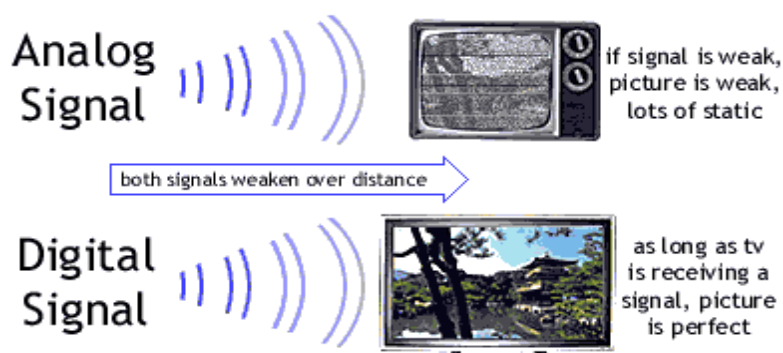 Analog
Signal
if signal is weak,
picture is weak,
lots of static
both signals weaken over distance
Digital
Signal
as long as tv
is receiving a
signal, picture
is perfect